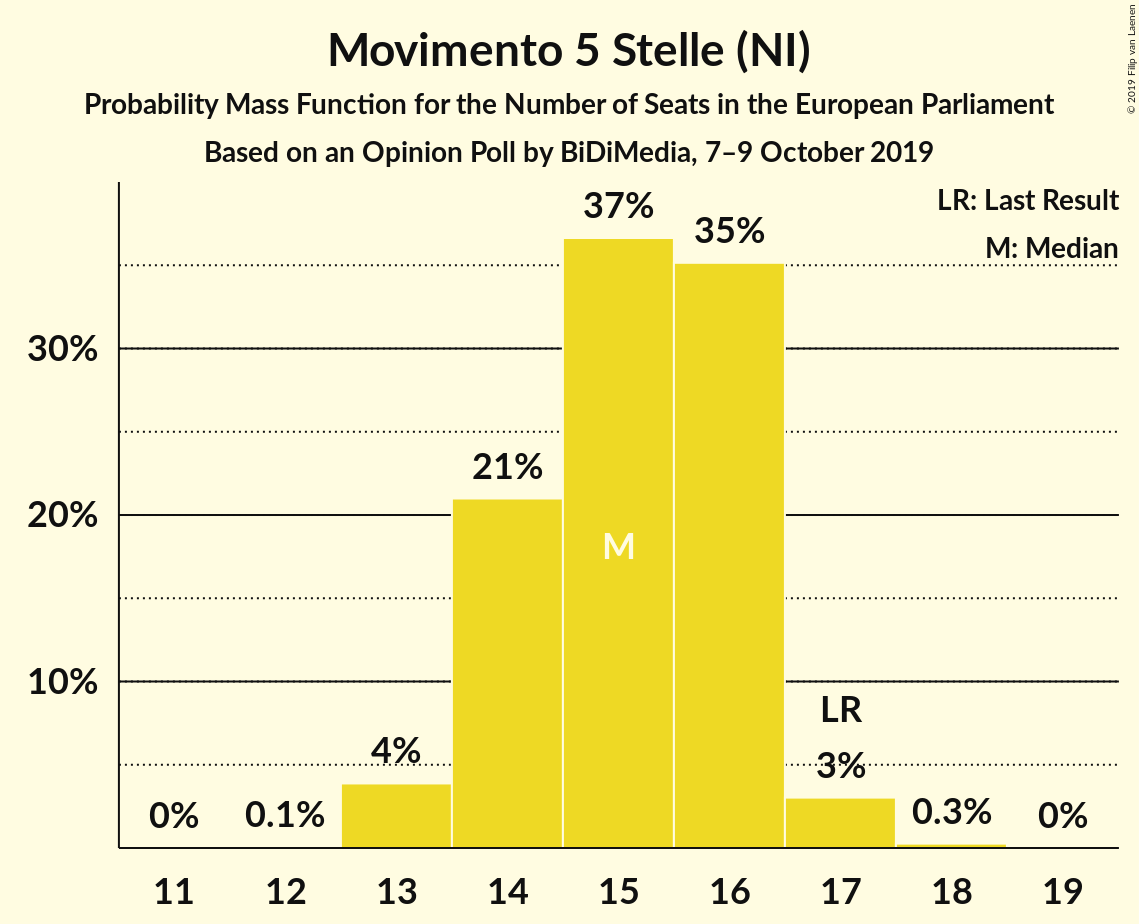 Movimento 5 Stelle (NI)
Probability Mass Function for the Number of Seats in the European Parliament
Based on an Opinion Poll by BiDiMedia, 7–9 October 2019
© 2019 Filip van Laenen
LR: Last Result
M: Median
37%
35%
30%
21%
20%
M
10%
LR
4%
3%
0%
0.1%
0.3%
0%
11 12 13 14 15 16 17 18 19